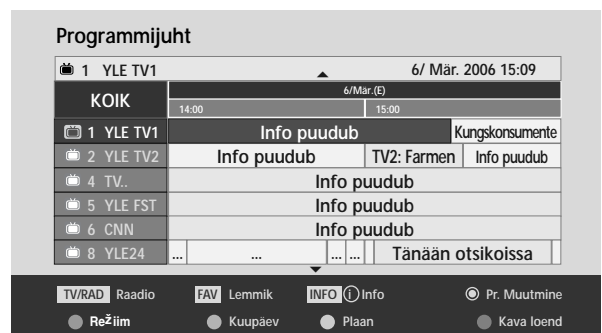 Programmijuht
1 YLE TV1 6/ Mär. 2006 15:09
KOIK 6/Mär.(E)
14:00 15:00
1 YLE TV1 Info puudub Kungskonsumente
2 YLE TV2 Info puudub TV2: Farmen Info puudub
4 TV.. Info puudub
5 YLE FST Info puudub
6 CNN Info puudub
8 YLE24 ... ... ... ... Tänään otsikoissa
TV/RAD Raadio FAV Lemmik INFO i Info Pr. Muutmine
Režiim Kuupäev Plaan Kava loend